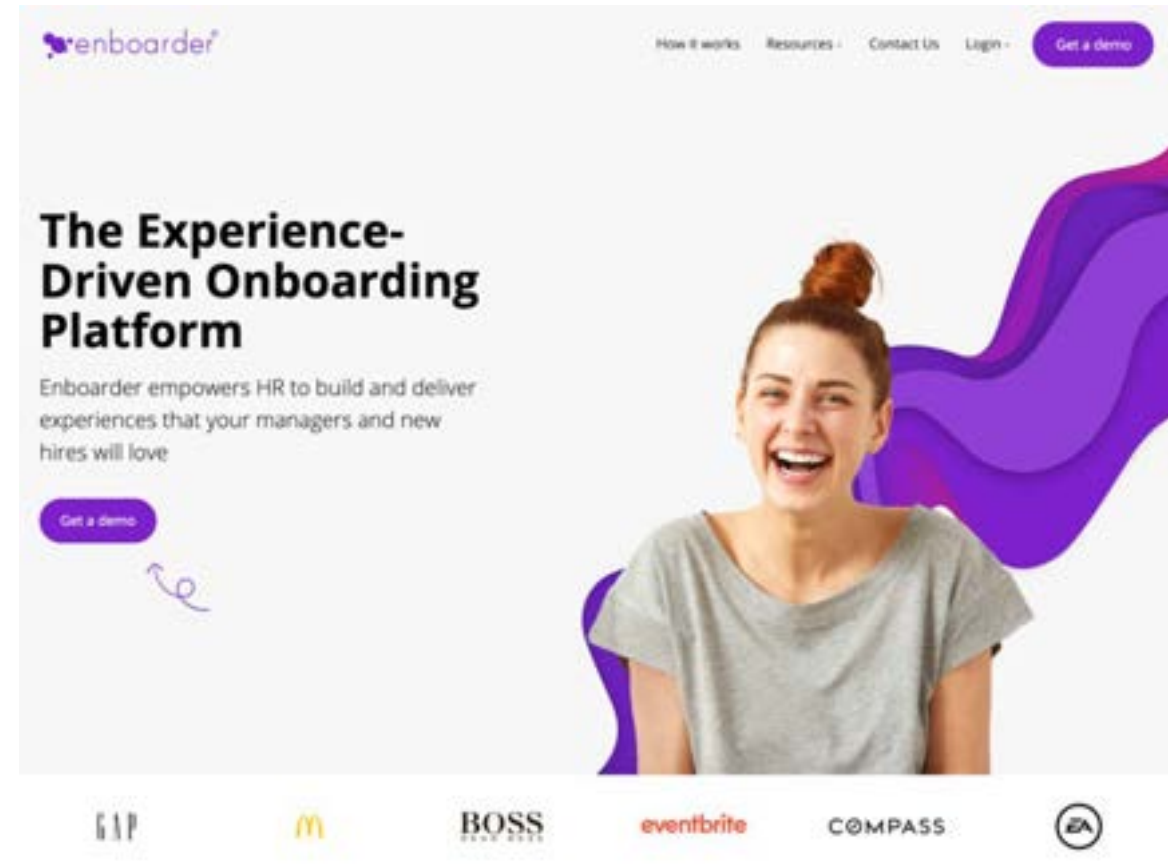 enboarder®
How it works Resources Contact Us Login Get a demo
The Experience-
Driven Onboarding
Platform
Enboarder empowers HR to build and deliver
experiences that your managers and new
hires will love
Get a demo
GAP
BOSS
HUGO BOSS
eventbrite
COMPASS
EA